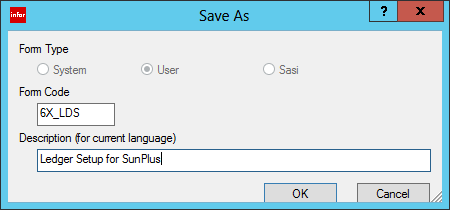 infor
Save As
? X
Form Type
System User Sasi
Form Code
6X_LDS
Description (for current language)
Ledger Setup for SunPlus
OK Cancel